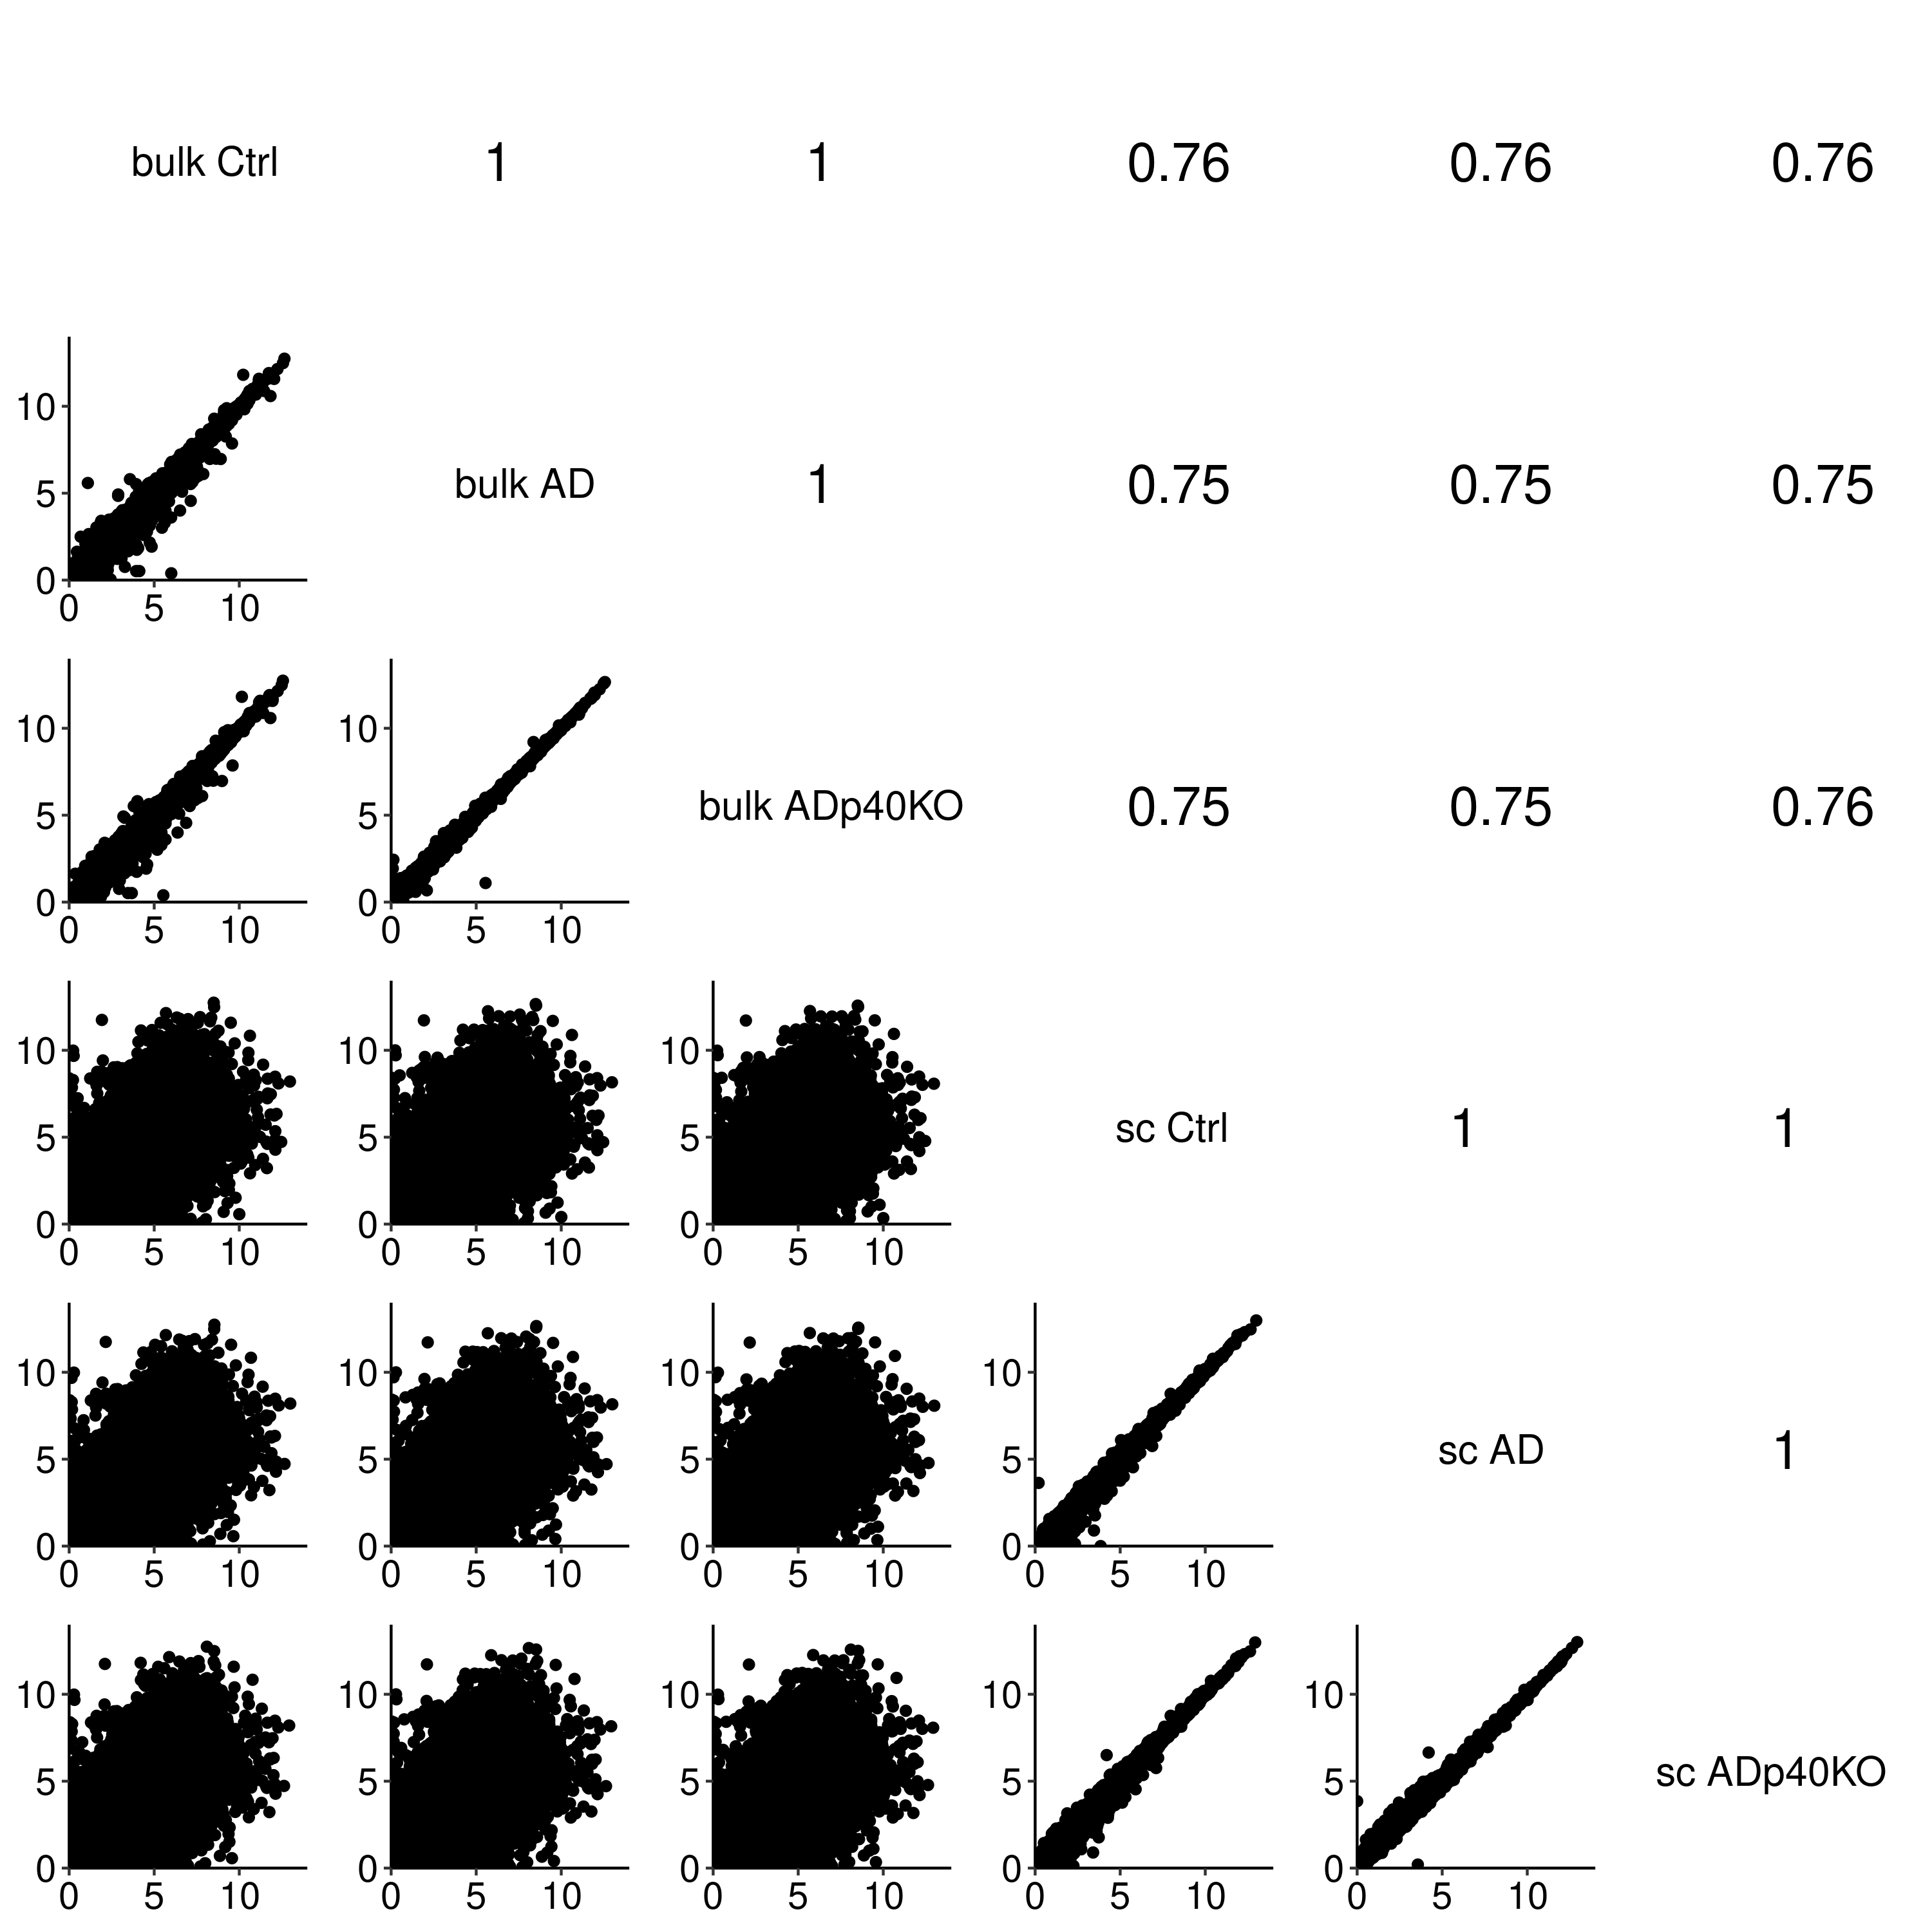 bulk Ctrl 1 1 0.76 0.76 0.76
10
5
0
0 5 10
bulk AD 1 0.75 0.75 0.75
10 10
5 5
0 0
0 5 10 0 5 10
bulk ADp40KO 0.75 0.75 0.76
10 10 10
5 5 5
0 0 0
0 5 10 0 5 10 0 5 10
sc Ctrl 1 1
10 10 10 10
5 5 5 5
0 0 0 0
0 5 10 0 5 10 0 5 10 0 5 10
sc AD 1
10 10 10 10 10
5 5 5 5 5
0 0 0 0 0
0 5 10 0 5 10 0 5 10 0 5 10 0 5 10
sc ADp40KO